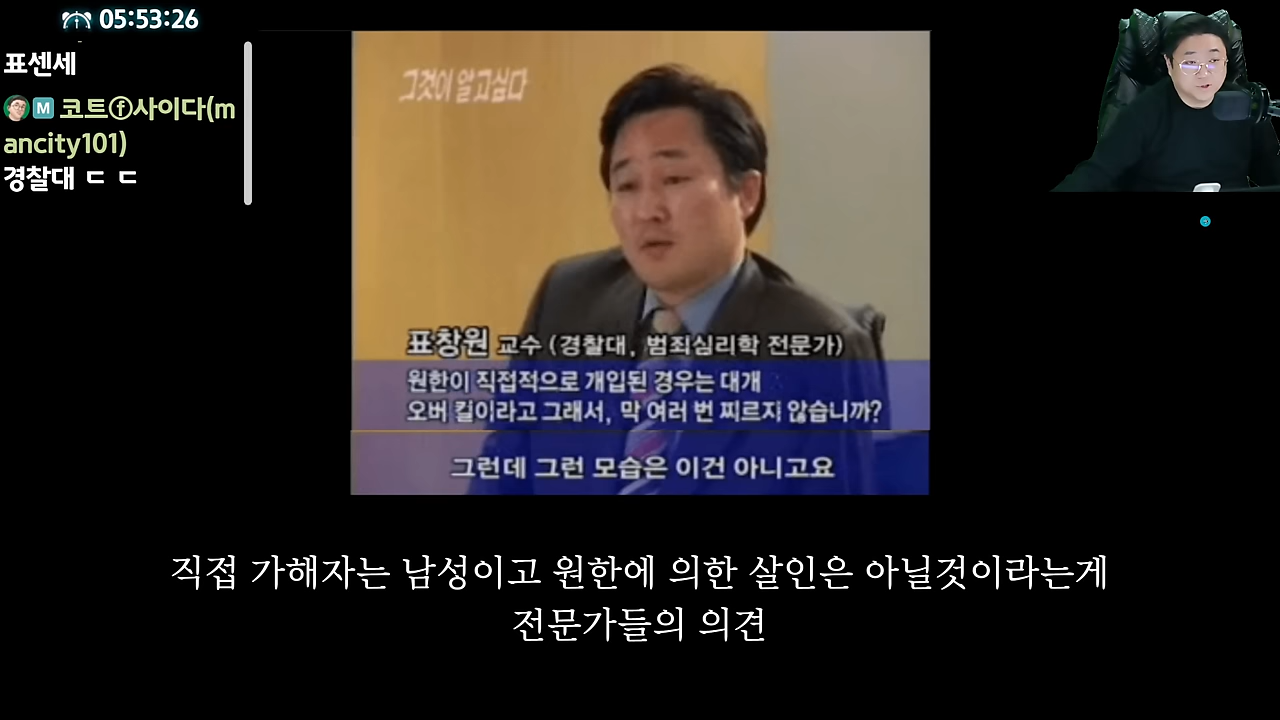 05:53:26
표센세
M 코트ⓕ사이다(m
ancity101)
경찰대 ㄷ ㄷ
그것이 알고싶다
표창원 교수 (경찰대, 범죄심리학 전문가)
원한이 직접적으로 개입된 경우는 대개
오버 킬이라고 그래서, 막 여러 번 찌르지 않습니까?
그런데 그런 모습은 이건 아니고요
직접 가해자는 남성이고 원한에 의한 살인은 아닐것이라는게
전문가들의 의견